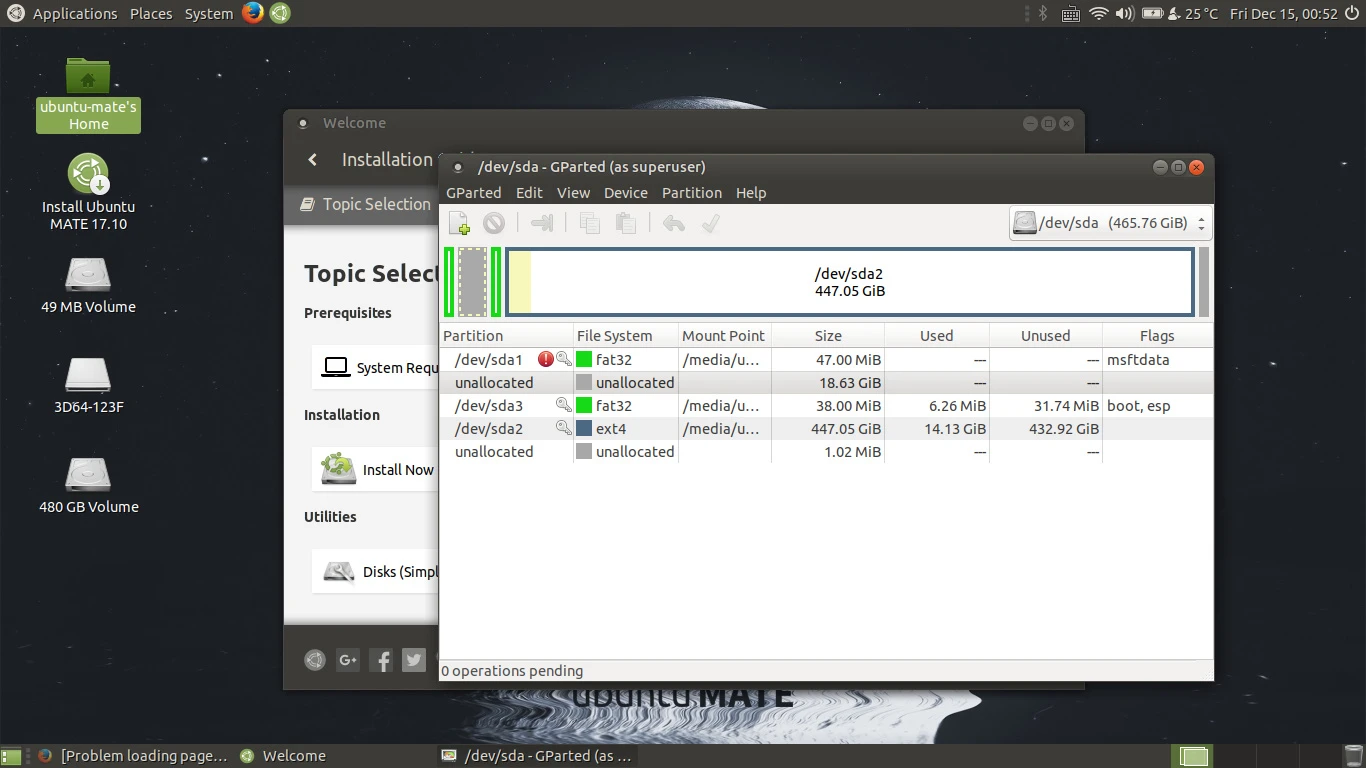 Applications Places System 25 °C Fri Dec 15, 00:52
ubuntu-mate's
Home
Install Ubuntu
MATE 17.10
49 MB Volume
3D64-123F
480 GB Volume
Welcome
Installation
Topic Selection
Topic Selec
Prerequisites
System Requ
Installation
Install Now
Utilities
Disks (Simpl
G+
/dev/sda - GParted (as superuser)
GParted Edit View Device Partition Help
/dev/sda (465.76 GiB)
/dev/sda2
447.05 GiB
Partition File System Mount Point Size Used Unused Flags
/dev/sda1 fat32 /media/u... 47.00 MiB --- --- msftdata
unallocated unallocated 18.63 GiB --- ---
/dev/sda3 fat32 /media/u... 38.00 MiB 6.26 MiB 31.74 MiB boot, esp
/dev/sda2 ext4 /media/u... 447.05 GiB 14.13 GiB 432.92 GiB
unallocated unallocated 1.02 MiB --- ---
0 operations pending
ubuntu MATE
[Problem loading page... Welcome /dev/sda - GParted (as ...